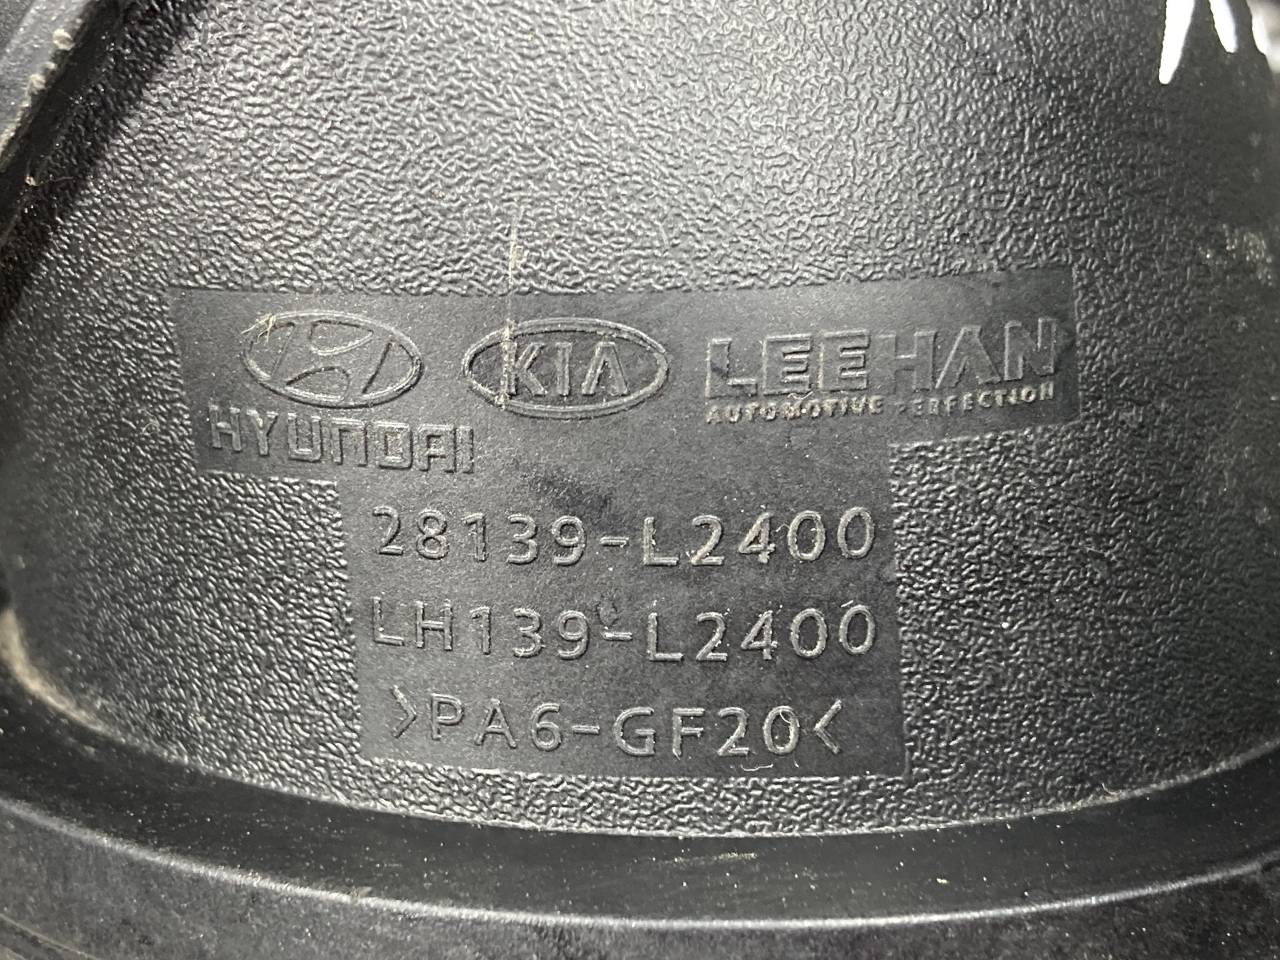 KIA LEEHAN
HYUNDAI AUTOMOTIVE PERFECTION
28139-L2400
LH139-L2400
>PA6-GF20<